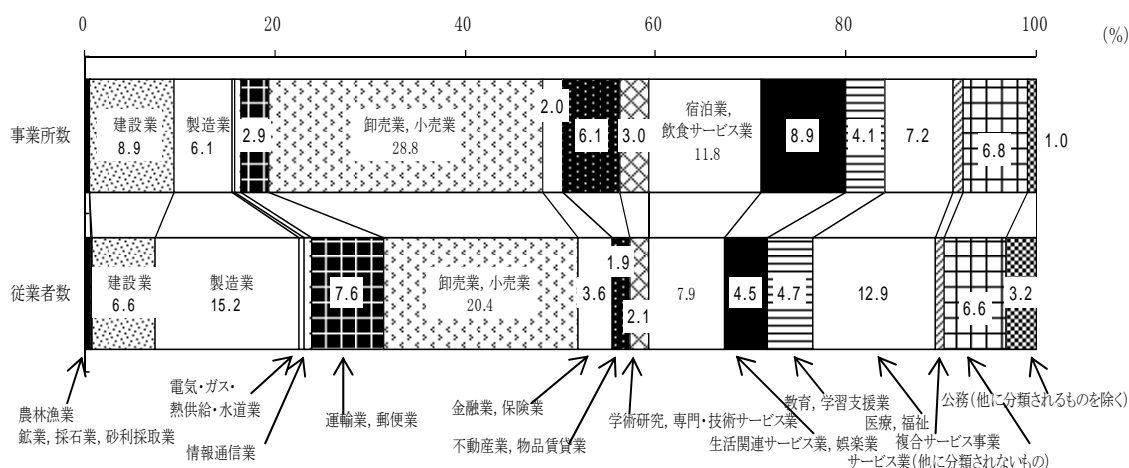 0 20 40 60 80 100
(%)
事業所数
建設業
8.9
製造業
6.1
2.9
卸売業,小売業
28.8
2.0
6.1
3.0
宿泊業,
飲食サービス業
11.8
8.9
4.1
7.2
6.8
1.0
従業者数
建設業
6.6
製造業
15.2
7.6
卸売業,小売業
20.4
3.6
1.9
2.1
7.9
4.5
4.7
12.9
6.6
3.2
農林漁業
鉱業,採石業,砂利採取業
電気・ガス・
熱供給・水道業
情報通信業
運輸業,郵便業
金融業,保険業
不動産業,物品賃貸業
学術研究,専門・技術サービス業
生活関連サービス業,娯楽業
教育,学習支援業
医療,福祉
複合サービス事業
サービス業(他に分類されないもの)
公務(他に分類されるものを除く)